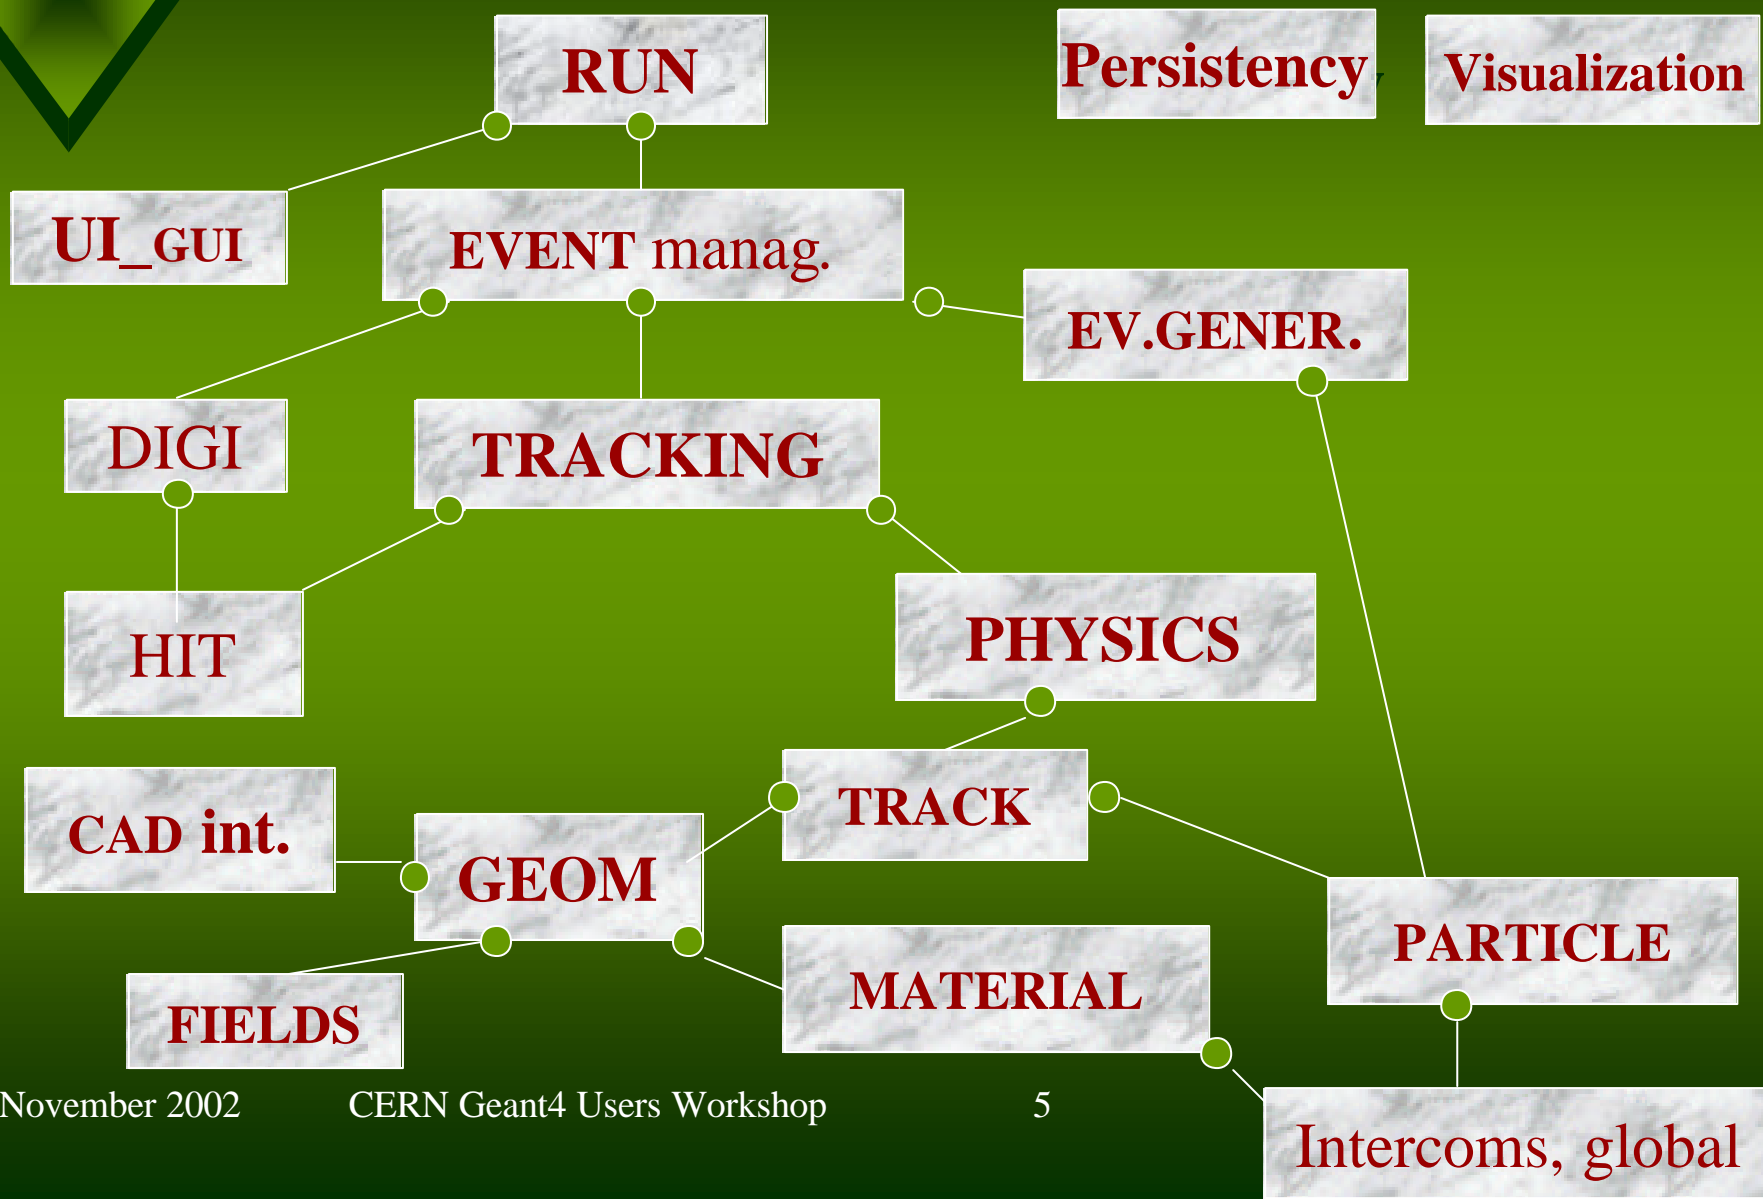 RUN
Persistency
Visualization
UI_GUI
EVENT manag.
EV.GENER.
DIGI
TRACKING
HIT
PHYSICS
CAD int.
TRACK
GEOM
PARTICLE
MATERIAL
FIELDS
November 2002
CERN Geant4 Users Workshop
5
Intercoms, global